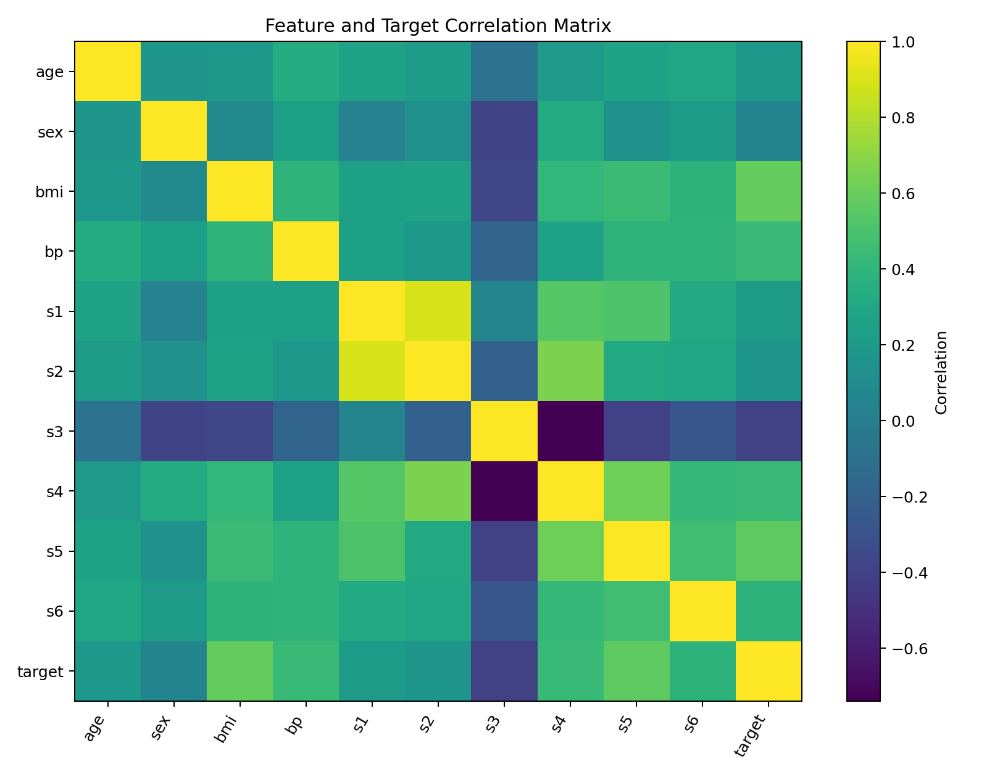 Feature and Target Correlation Matrix
age
sex
bmi
bp
s1
s2
s3
s4
s5
s6
target
age
sex
bmi
bp
s1
s2
s3
s4
s5
s6
target
1.0
0.8
0.6
0.4
0.2
0.0
−0.2
−0.4
−0.6
Correlation